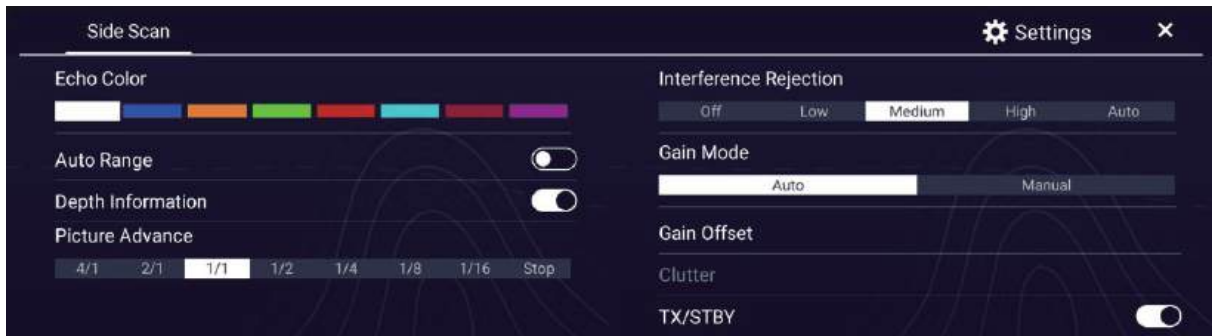 Side Scan
Settings
Echo Color
Auto Range
Depth Information
Picture Advance
4/1 2/1 1/1 1/2 1/4 1/8 1/16 Stop
Interference Rejection
Off Low Medium High Auto
Gain Mode
Auto Manual
Gain Offset
Clutter
TX/STBY